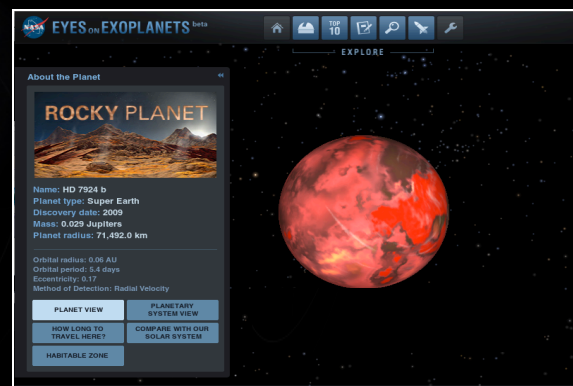 NASA EYES ON EXOPLANETS beta
TOP 10
EXPLORE
About the Planet
ROCKY PLANET
Name: HD 7924 b
Planet type: Super Earth
Discovery date: 2009
Mass: 0.029 Jupiters
Planet radius: 71,492.0 km
Orbital radius: 0.06 AU
Orbital period: 5.4 days
Eccentricity: 0.17
Method of Detection: Radial Velocity
PLANET VIEW
PLANETARY
SYSTEM VIEW
HOW LONG TO
TRAVEL HERE?
COMPARE WITH OUR
SOLAR SYSTEM
HABITABLE ZONE